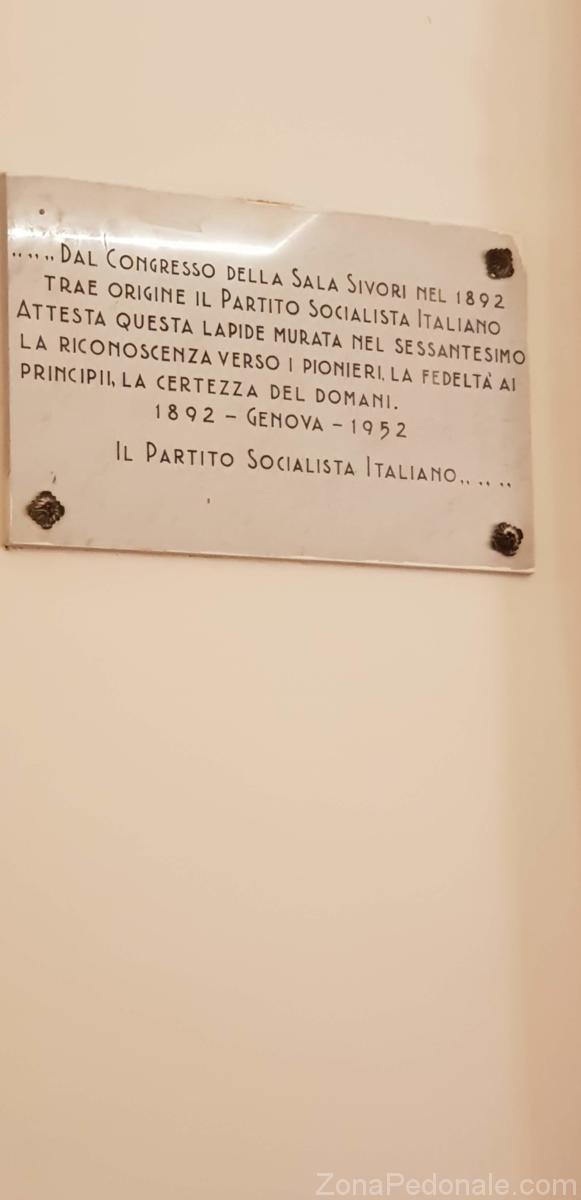 ,, ,, ,, DAL CONGRESSO DELLA SALA SIVORI NEL 1892
TRAE ORIGINE IL PARTITO SOCIALISTA ITALIANO
ATTESTA QUESTA LAPIDE MURATA NEL SESSANTESIMO
LA RICONOSCENZA VERSO I PIONIERI, LA FEDELTÀ AI
PRINCIPII, LA CERTEZZA DEL DOMANI.
1892 – GENOVA – 1952
IL PARTITO SOCIALISTA ITALIANO,, ,, ,,
ZonaPedonale.com